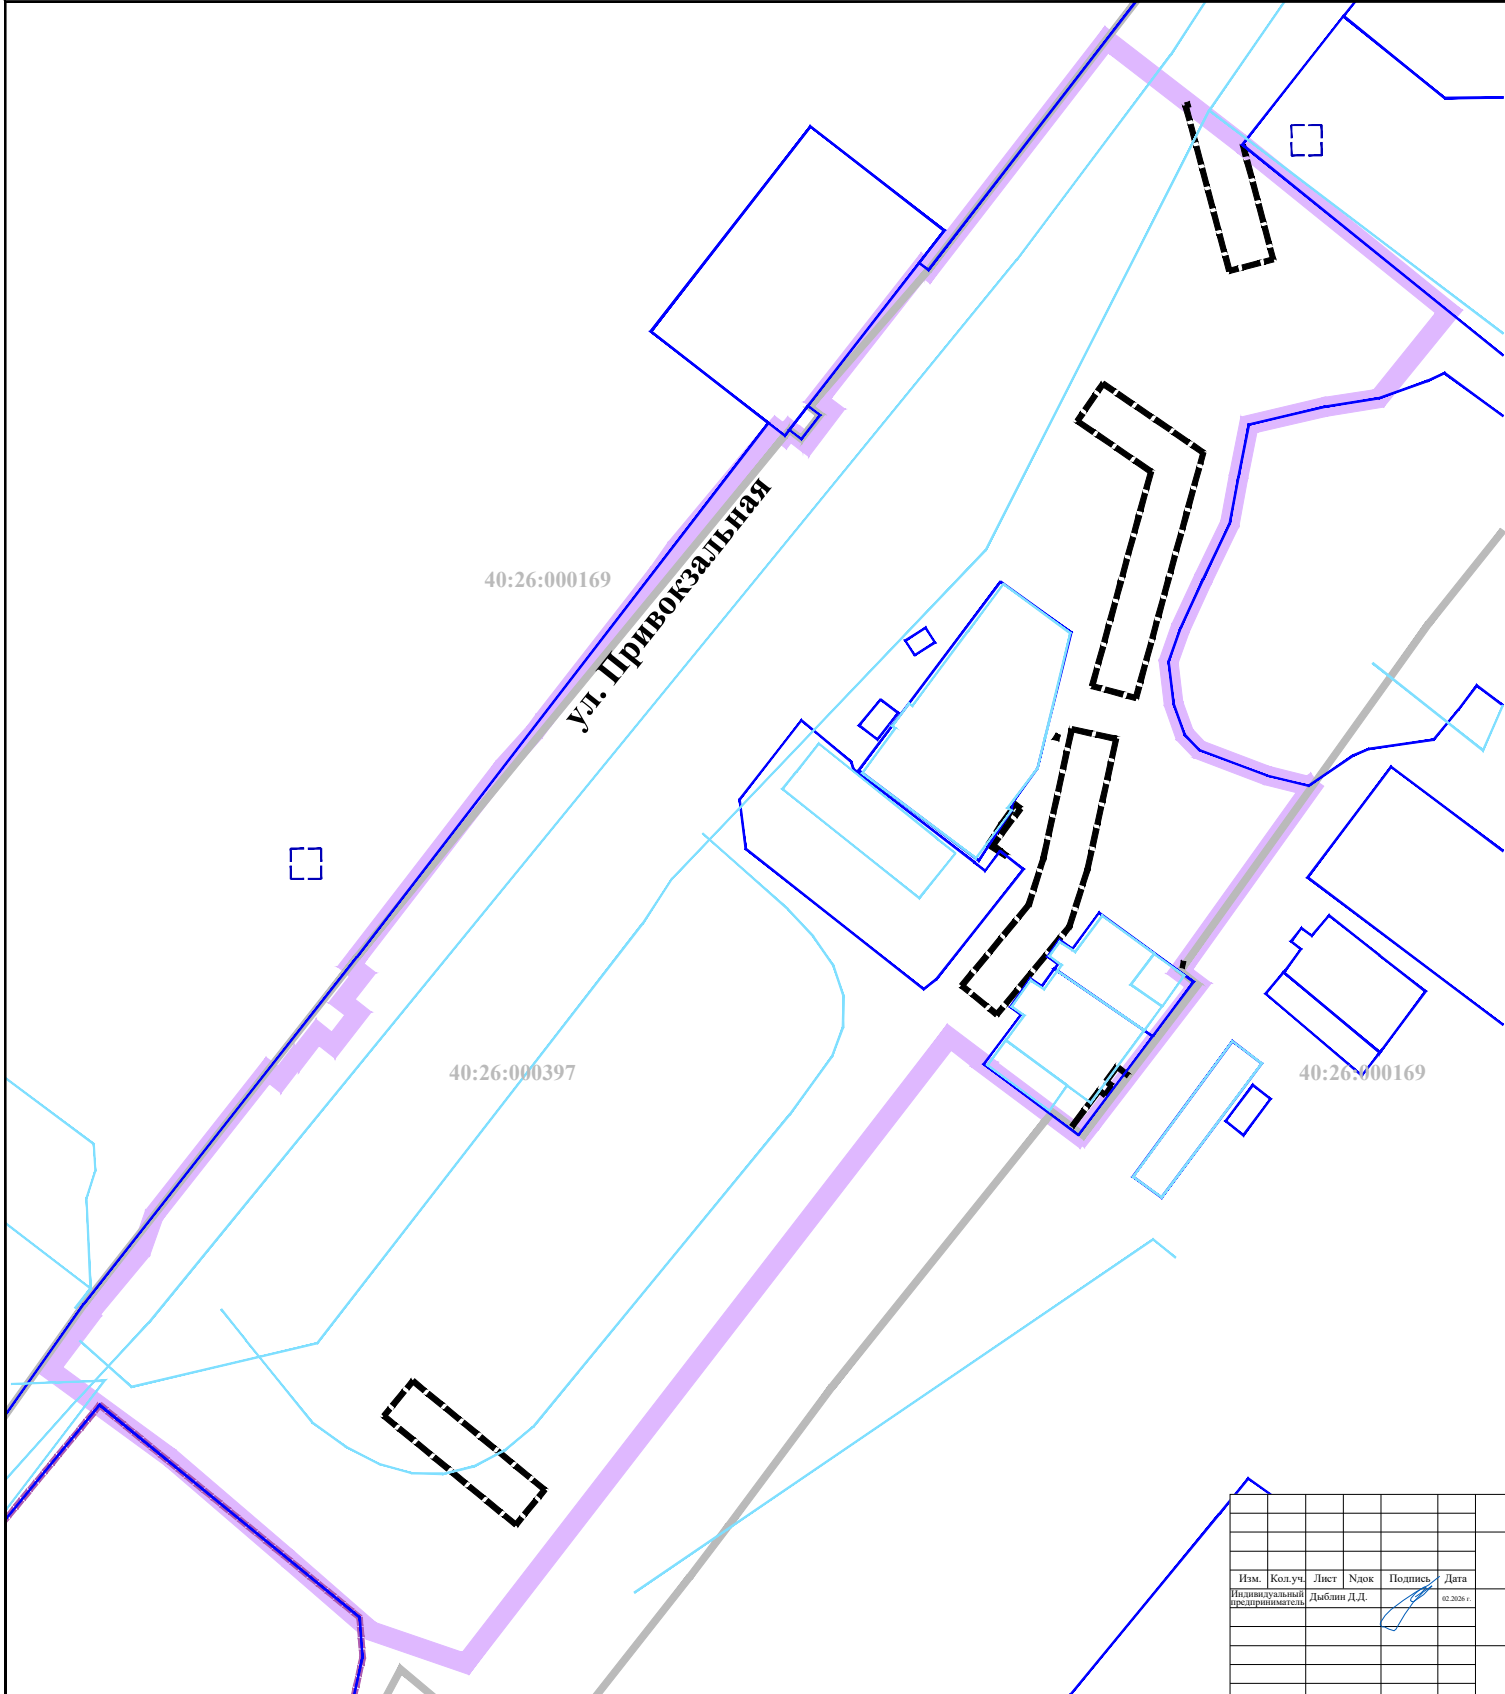 ул. Привокзальная
40:26:000169
40:26:000397
40:26:000169
Изм. Кол.уч. Лист Nдок Подпись Дата
Индивидуальный предприниматель Дыблин Д.Д. 02.2026 г.